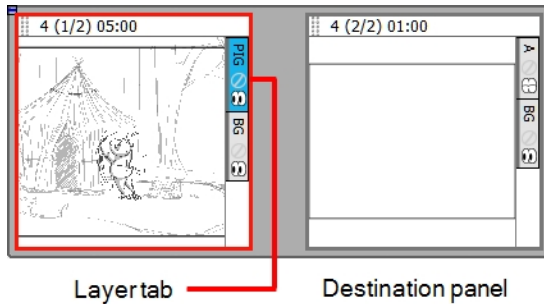 4 (1/2) 05:00
PIG
BG
4 (2/2) 01:00
A
BG
Layer tab
Destination panel